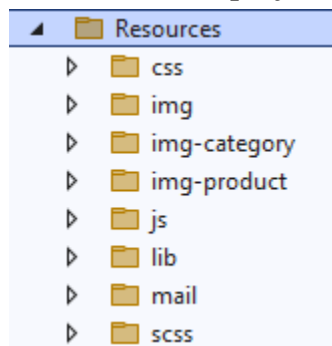 Resources
css
img
img-category
img-product
js
lib
mail
scss